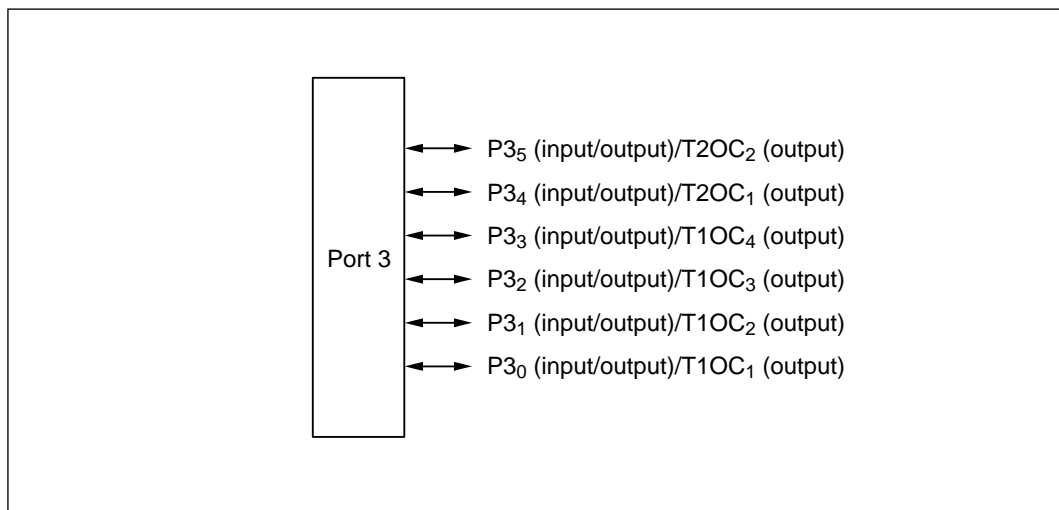 P3₅ (input/output)/T2OC₂ (output)
P3₄ (input/output)/T2OC₁ (output)
P3₃ (input/output)/T1OC₄ (output)
Port 3
P3₂ (input/output)/T1OC₃ (output)
P3₁ (input/output)/T1OC₂ (output)
P3₀ (input/output)/T1OC₁ (output)